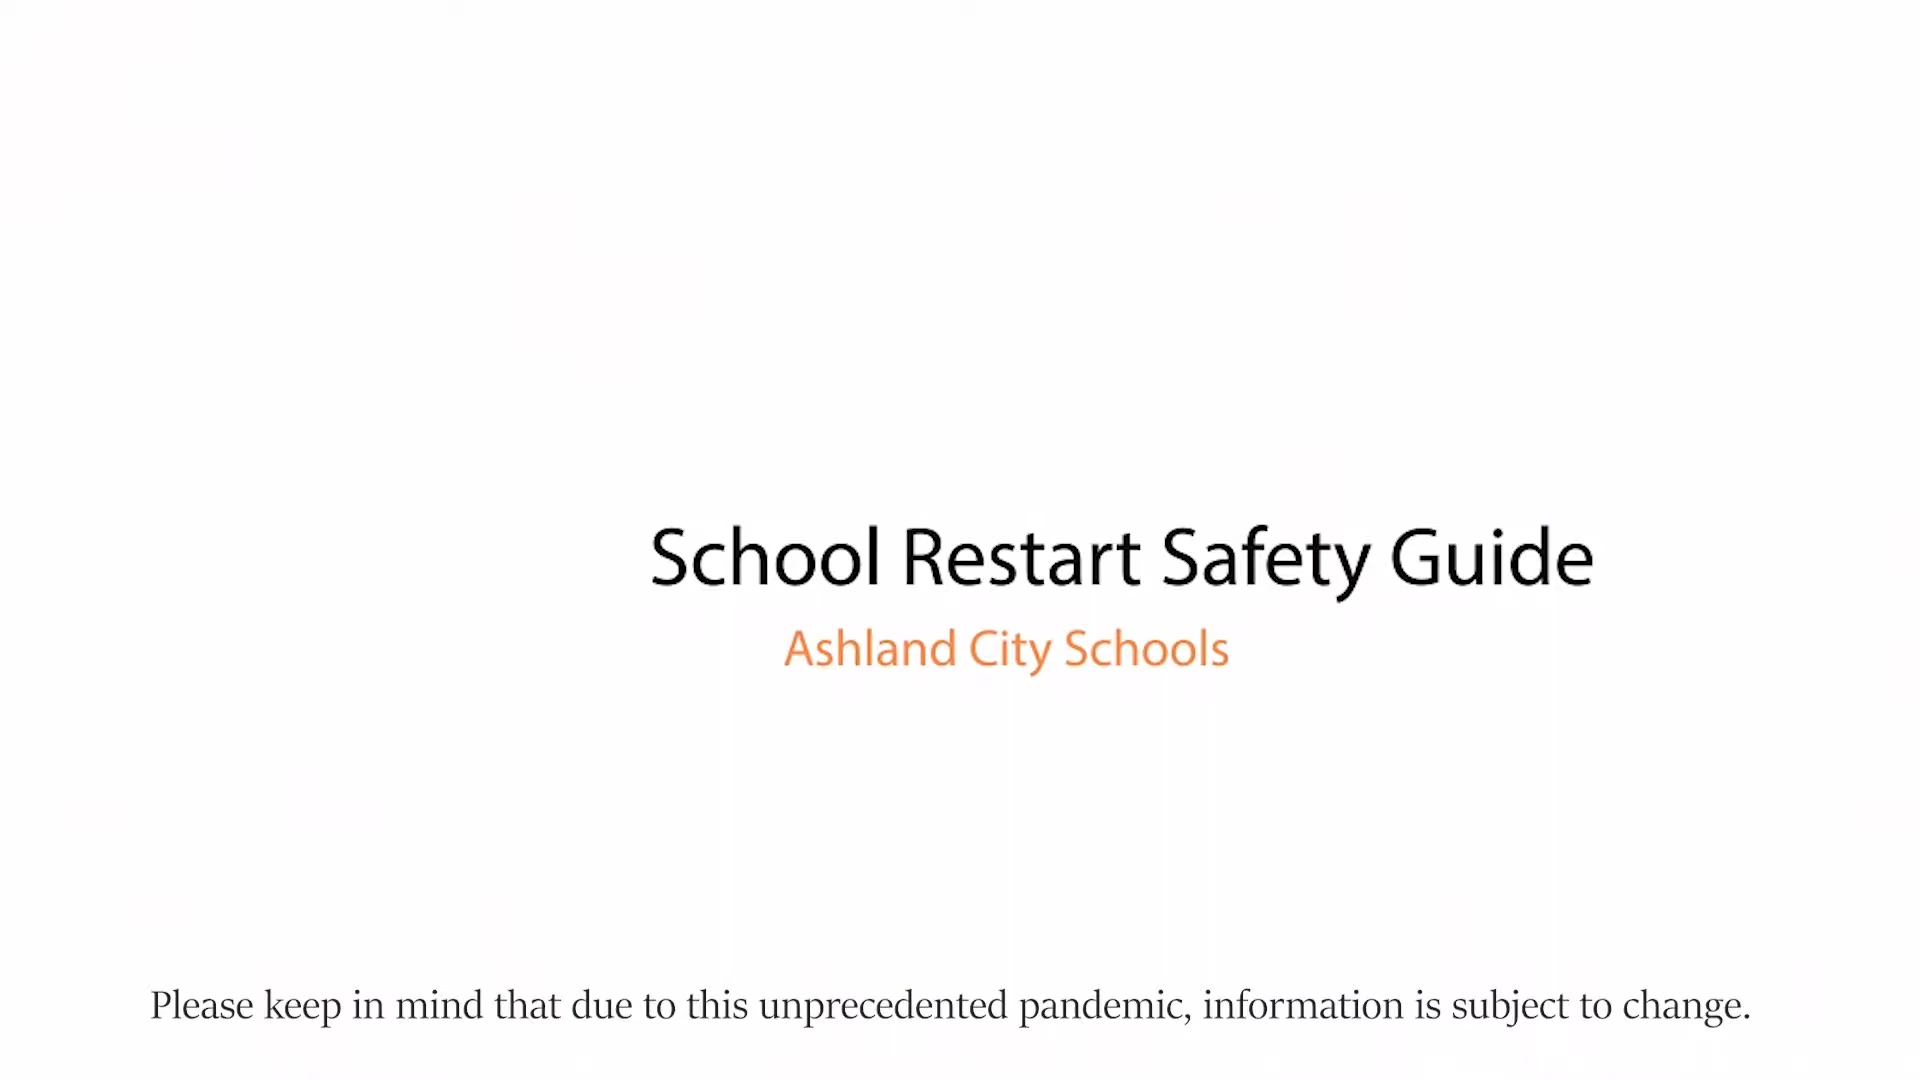 School Restart Safety Guide
Ashland City Schools
Please keep in mind that due to this unprecedented pandemic, information is subject to change.